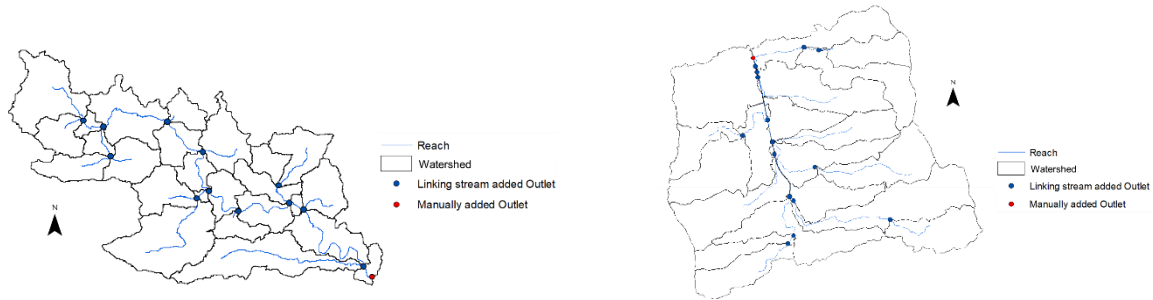 N
Reach
Watershed
Linking stream added Outlet
Manually added Outlet
N
Reach
Watershed
Linking stream added Outlet
Manually added Outlet